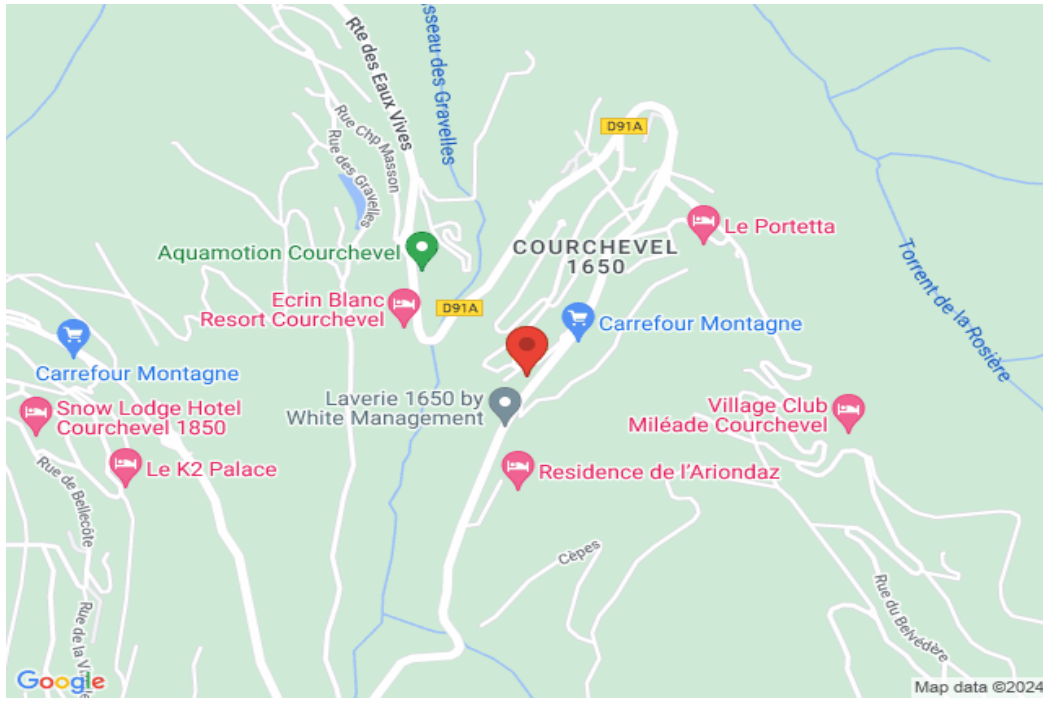 Rte des Eaux Vives
sseau des Gravelles
Rue Chp Masson
Rue des Gravelles
D91A
Le Portetta
COURCHEVEL
1650
Aquamotion Courchevel
Torrent de la Rosière
Ecrin Blanc
Resort Courchevel
D91A
Carrefour Montagne
Carrefour Montagne
Laverie 1650 by
White Management
Village Club
Miléade Courchevel
Snow Lodge Hotel
Courchevel 1850
Le K2 Palace
Residence de l'Ariondaz
Rue de Bellecôte
Cèpes
Rue du Belvédère
Rue de la
Google
Map data ©2024